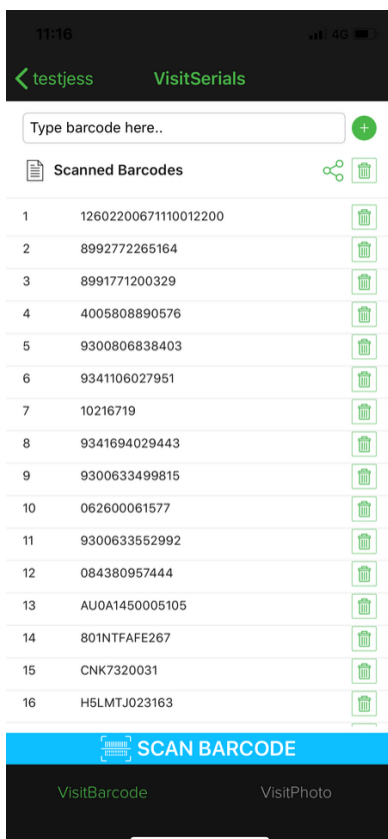 11:16 4G
testjess VisitSerials
Type barcode here..
Scanned Barcodes
1 12602200671110012200
2 8992772265164
3 8991771200329
4 4005808890576
5 9300806838403
6 9341106027951
7 10216719
8 9341694029443
9 9300633499815
10 062600061577
11 9300633552992
12 084380957444
13 AU0A1450005105
14 801NTFAFE267
15 CNK7320031
16 H5LMTJ023163
SCAN BARCODE
VisitBarcode VisitPhoto